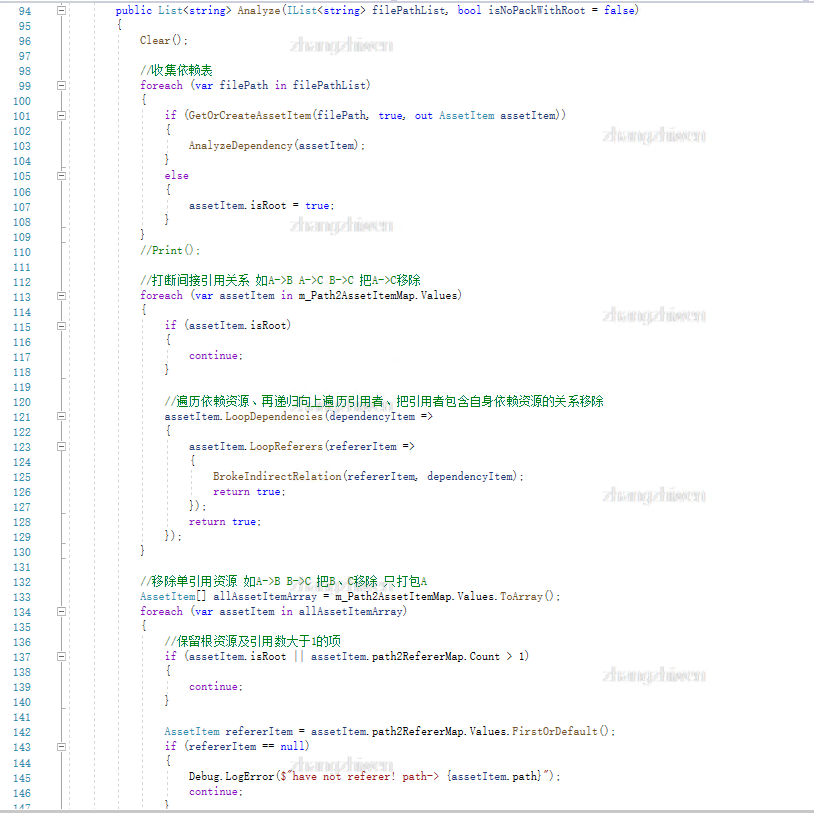 94 public List<string> Analyze(IList<string> filePathList, bool isNoPackWithRoot = false)
95 {
96 Clear();
97
98 //收集依赖表
99 foreach (var filePath in filePathList)
100 {
101 if (GetOrCreateAssetItem(filePath, true, out AssetItem assetItem))
102 {
103 AnalyzeDependency(assetItem);
104 }
105 else
106 {
107 assetItem.isRoot = true;
108 }
109 }
110 //Print();
111
112 //打断间接引用关系 如A->B A->C B->C 把A->C移除
113 foreach (var assetItem in m_Path2AssetItemMap.Values)
114 {
115 if (assetItem.isRoot)
116 {
117 continue;
118 }
119
120 //遍历依赖资源、再递归向上遍历引用者、把引用者包含自身依赖资源的关系移除
121 assetItem.LoopDependencies(dependencyItem =>
122 {
123 assetItem.LoopReferers(refererItem =>
124 {
125 BrokeIndirectRelation(refererItem, dependencyItem);
126 return true;
127 });
128 return true;
129 });
130 }
131
132 //移除单引用资源 如A->B B->C 把B、C移除 只打包A
133 AssetItem[] allAssetItemArray = m_Path2AssetItemMap.Values.ToArray();
134 foreach (var assetItem in allAssetItemArray)
135 {
136 //保留根资源及引用数大于1的项
137 if (assetItem.isRoot || assetItem.path2RefererMap.Count > 1)
138 {
139 continue;
140 }
141
142 AssetItem refererItem = assetItem.path2RefererMap.Values.FirstOrDefault();
143 if (refererItem == null)
144 {
145 Debug.LogError($"have not referer! path-> {assetItem.path}");
146 continue;
147 }
zhangzhiwen
zhangzhiwen
zhangzhiwen
zhangzhiwen
zhangzhiwen
zhangzhiwen
zhangzhiwen
zhangzhiwen
zhangzhiwen